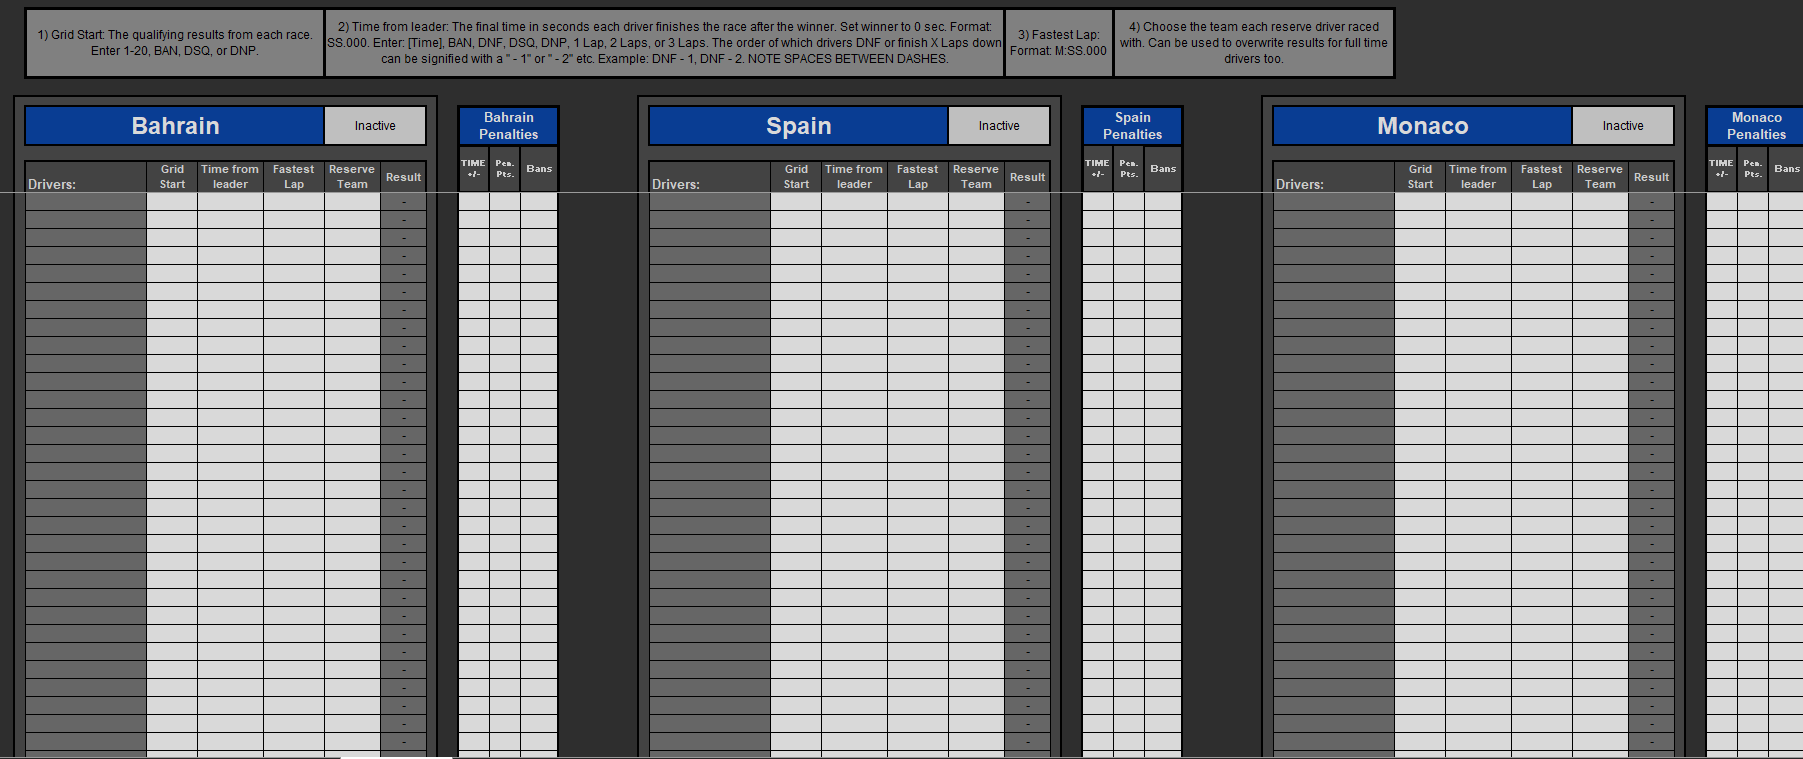 1) Grid Start: The qualifying results from each race.
Enter 1-20, BAN, DSQ, or DNP.
2) Time from leader: The final time in seconds each driver finishes the race after the winner. Set winner to 0 sec. Format:
SS.000. Enter: [Time], BAN, DNF, DSQ, DNP, 1 Lap, 2 Laps, or 3 Laps. The order of which drivers DNF or finish X Laps down
can be signified with a " - 1" or " - 2" etc. Example: DNF - 1, DNF - 2. NOTE SPACES BETWEEN DASHES.
3) Fastest Lap:
Format: M:SS.000
4) Choose the team each reserve driver raced
with. Can be used to overwrite results for full time
drivers too.
Bahrain
Inactive
Drivers:
Grid
Start
Time from
leader
Fastest
Lap
Reserve
Team
Result
Bahrain
Penalties
TIME
+/-
Pen.
Pts.
Bans
Spain
Inactive
Drivers:
Grid
Start
Time from
leader
Fastest
Lap
Reserve
Team
Result
Spain
Penalties
TIME
+/-
Pen.
Pts.
Bans
Monaco
Inactive
Drivers:
Grid
Start
Time from
leader
Fastest
Lap
Reserve
Team
Result
Monaco
Penalties
TIME
+/-
Pen.
Pts.
Bans